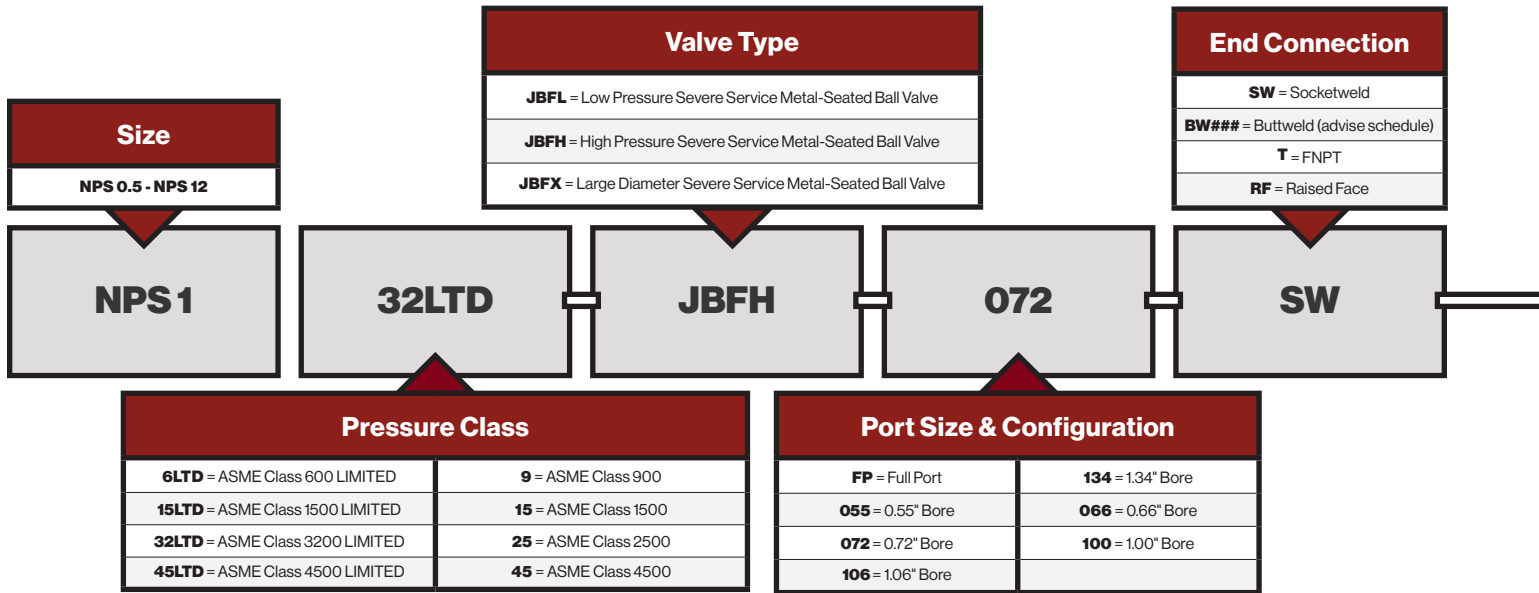 Valve Type
JBFL = Low Pressure Severe Service Metal-Seated Ball Valve
JBFH = High Pressure Severe Service Metal-Seated Ball Valve
JBFX = Large Diameter Severe Service Metal-Seated Ball Valve
End Connection
SW = Socketweld
BW### = Buttweld (advise schedule)
T = FNPT
RF = Raised Face
Size
NPS 0.5 - NPS 12
NPS 1
32LTD
JBFH
072
SW
Pressure Class
6LTD = ASME Class 600 LIMITED
9 = ASME Class 900
15LTD = ASME Class 1500 LIMITED
15 = ASME Class 1500
32LTD = ASME Class 3200 LIMITED
25 = ASME Class 2500
45LTD = ASME Class 4500 LIMITED
45 = ASME Class 4500
Port Size & Configuration
FP = Full Port
134 = 1.34" Bore
055 = 0.55" Bore
066 = 0.66" Bore
072 = 0.72" Bore
100 = 1.00" Bore
106 = 1.06" Bore